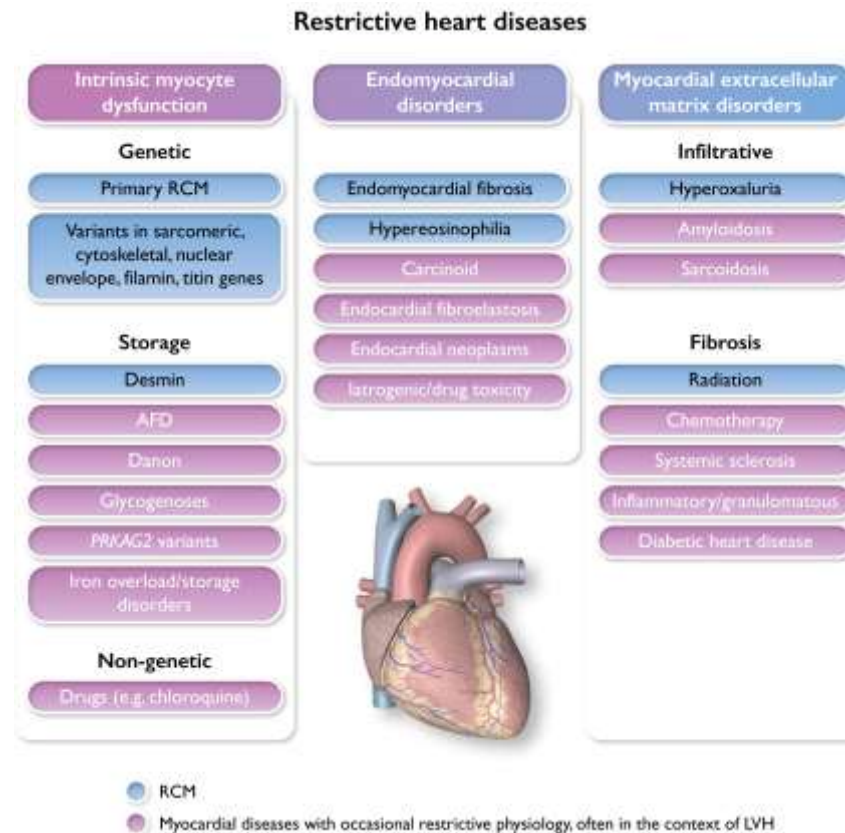 Restrictive heart diseases
Intrinsic myocyte
dysfunction
Genetic
Primary RCM
Variants in sarcomeric,
cytoskeletal, nuclear
envelope, filamin, titin genes
Storage
Desmin
AFD
Danon
Glycogenoses
PRKAG2 variants
Iron overload/storage
disorders
Non-genetic
Drugs (e.g. chloroquine)
Endomyocardial
disorders
Endomyocardial fibrosis
Hypereosinophilia
Carcinoid
Endocardial fibroelastosis
Endocardial neoplasms
Iatrogenic/drug toxicity
Myocardial extracellular
matrix disorders
Infiltrative
Hyperoxaluria
Amyloidosis
Sarcoidosis
Fibrosis
Radiation
Chemotherapy
Systemic sclerosis
Inflammatory/granulomatous
Diabetic heart disease
RCM
Myocardial diseases with occasional restrictive physiology, often in the context of LVH